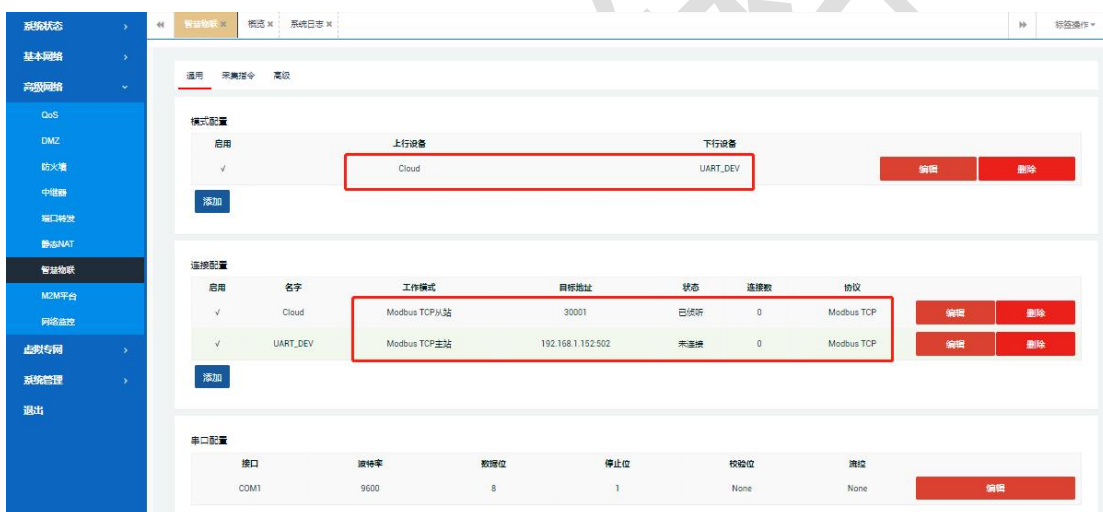 系统状态
基本网络
高级网络
QoS
DMZ
防火墙
中继器
端口转发
静态NAT
智慧物联
M2M平台
网络监控
虚拟专网
系统管理
退出
智慧物联 概览 系统日志 标签操作
通用 采集指令 高级
模式配置
启用 上行设备 下行设备
√ Cloud UART_DEV 编辑 删除
添加
连接配置
启用 名字 工作模式 目标地址 状态 连接数 协议
√ Cloud Modbus TCP从站 30001 已侦听 0 Modbus TCP 编辑 删除
√ UART_DEV Modbus TCP主站 192.168.1.152:502 未连接 0 Modbus TCP 编辑 删除
添加
串口配置
接口 波特率 数据位 停止位 校验位 流控
COM1 9600 8 1 None None 编辑